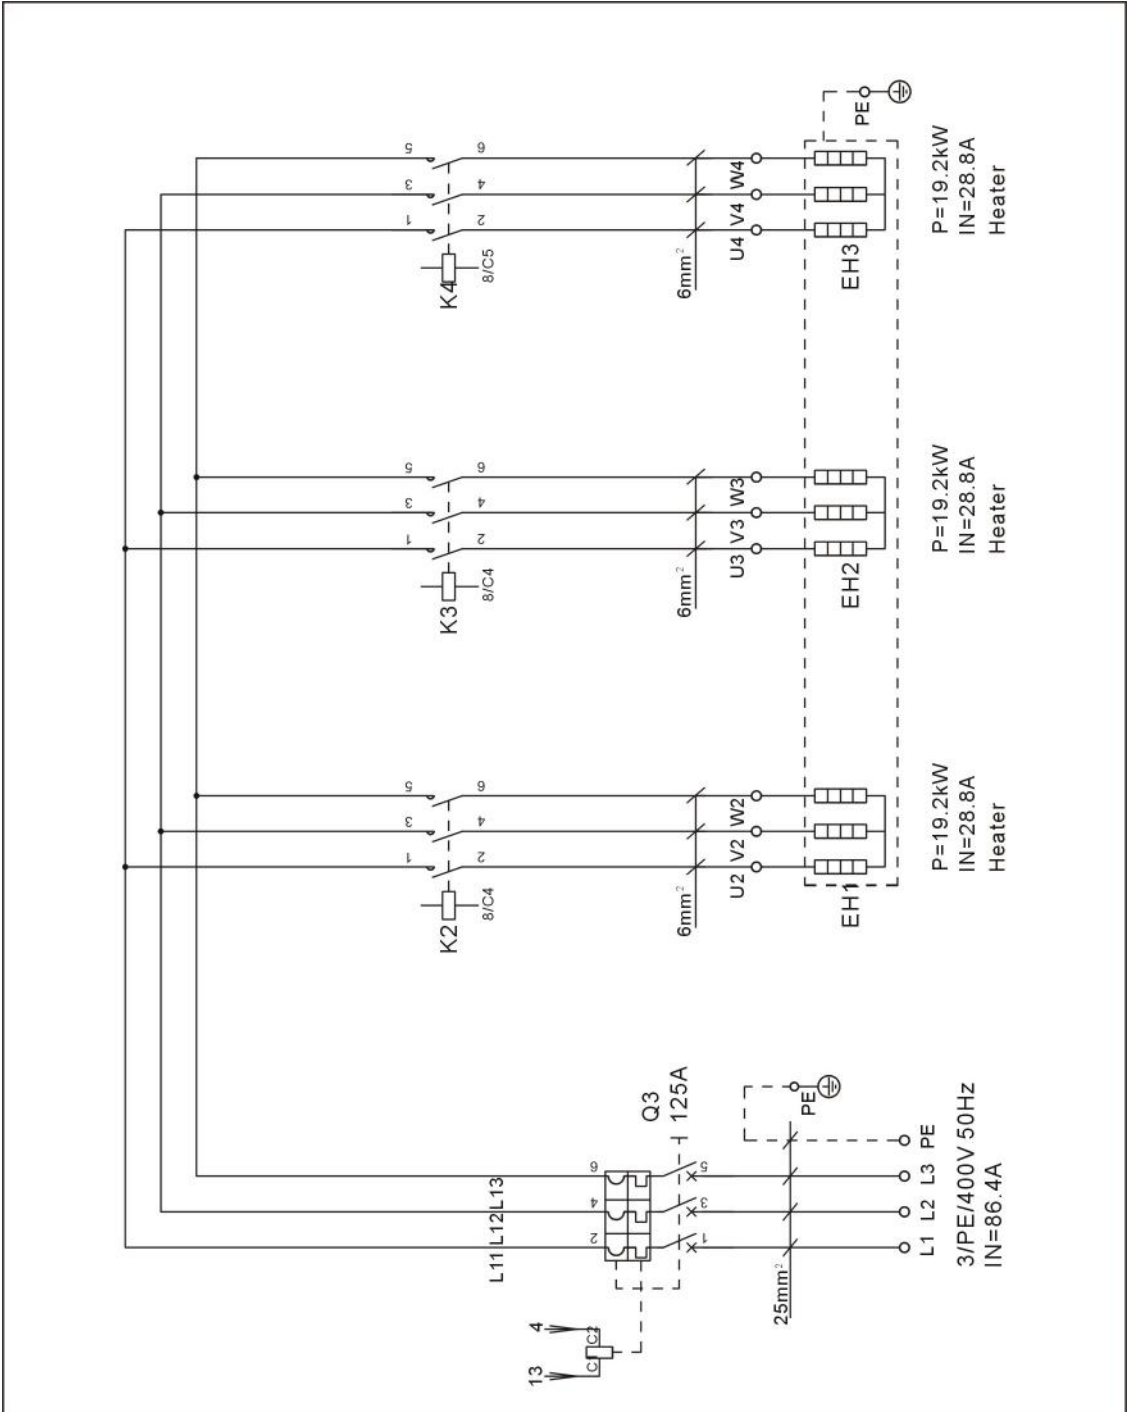 L11 L12 L13
13
4
C1 C2
Q3
125A
2 4 6
1 3 5
25mm²
PE
L1 L2 L3 PE
3/PE/400V 50Hz
IN=86.4A
K2
8/C4
1 3 5
2 4 6
6mm²
U2 V2 W2
EH1
P=19.2kW
IN=28.8A
Heater
K3
8/C4
1 3 5
2 4 6
6mm²
U3 V3 W3
EH2
P=19.2kW
IN=28.8A
Heater
K4
8/C5
1 3 5
2 4 6
6mm²
U4 V4 W4
EH3
PE
P=19.2kW
IN=28.8A
Heater